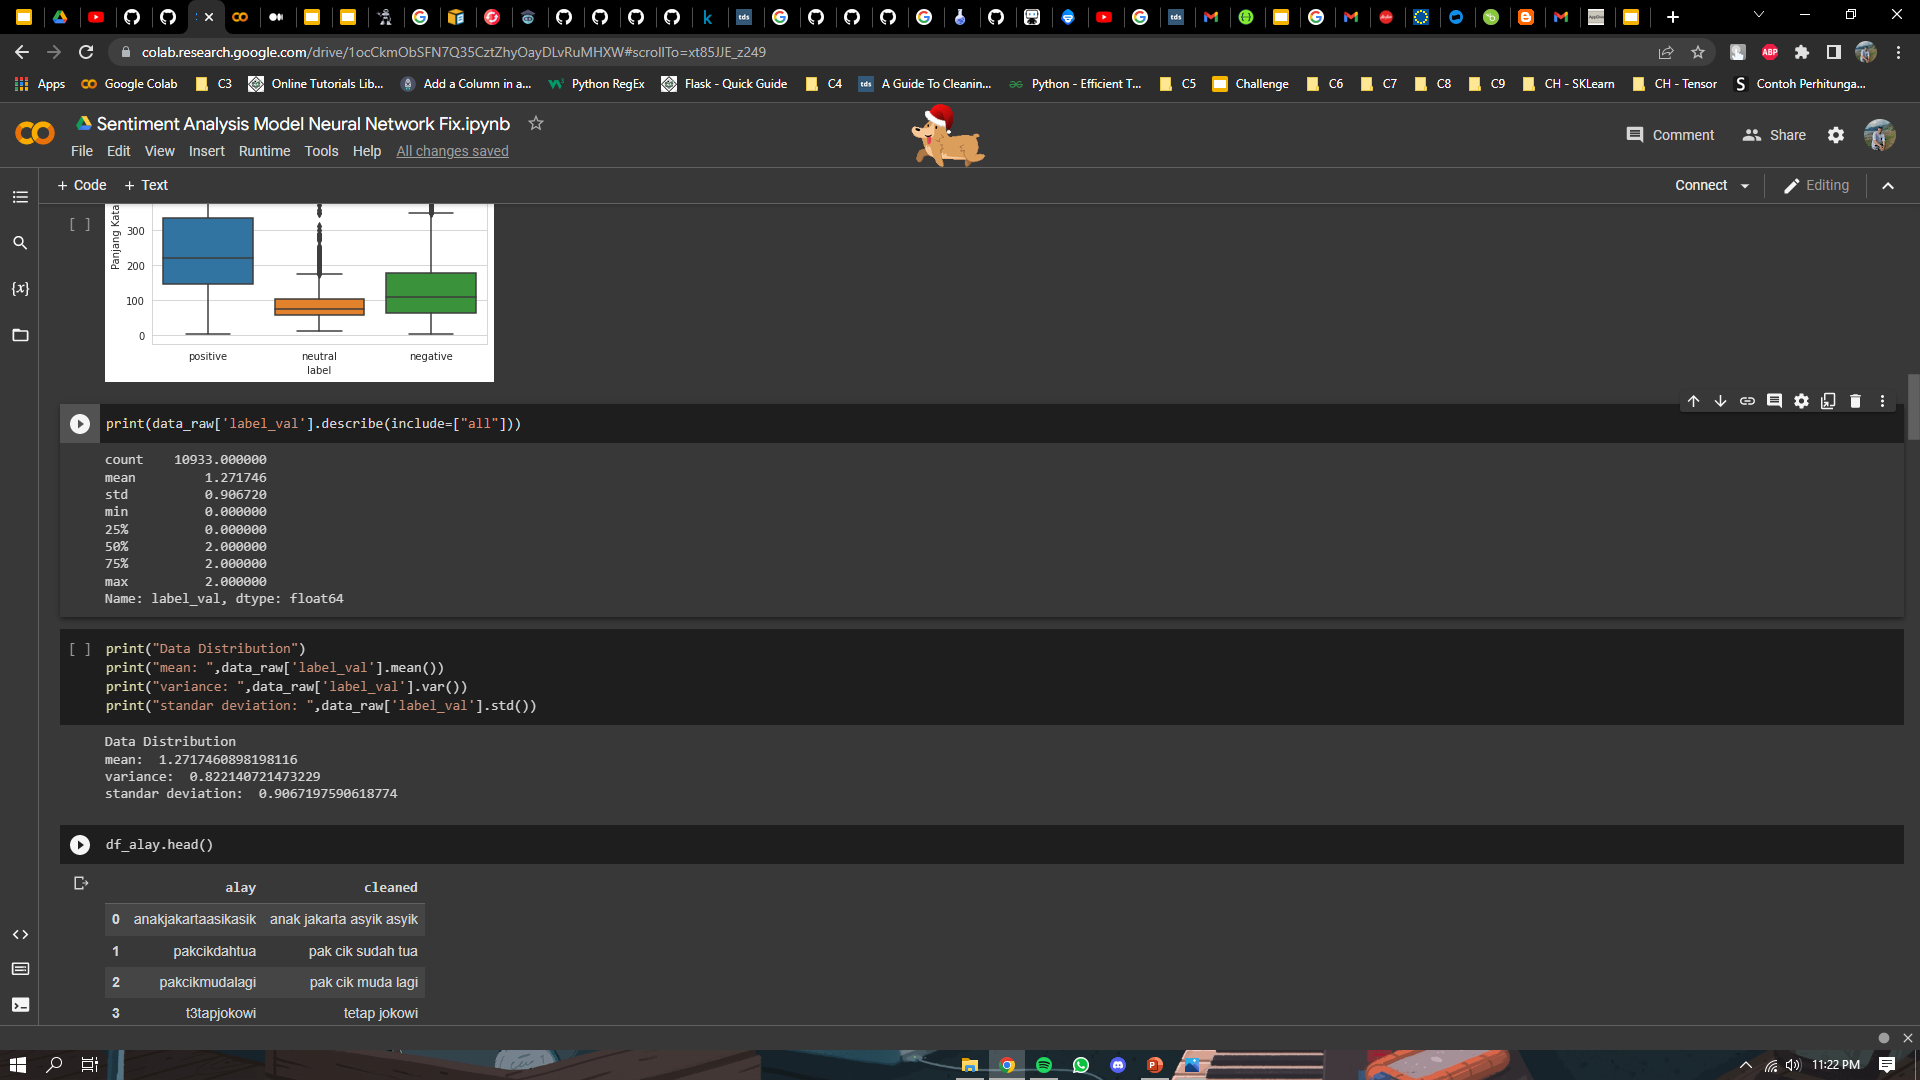 colab.research.google.com/drive/1ocCkmObSFN7Q35CztZhyOayDLvRuMHXW#scrollTo=xt85JJE_z249
ABP
Apps
Google Colab
C3
Online Tutorials Lib...
Add a Column in a...
Python RegEx
Flask - Quick Guide
C4
tds
A Guide To Cleanin...
Python - Efficient T...
C5
Challenge
C6
C7
C8
C9
CH - SKLearn
CH - Tensor
S
Contoh Perhitunga...
Sentiment Analysis Model Neural Network Fix.ipynb
File Edit View Insert Runtime Tools Help All changes saved
Comment
Share
+ Code + Text
Connect
Editing
[ ]
Panjang Kata
300
200
100
0
positive neutral negative
label
print(data_raw['label_val'].describe(include=["all"]))
count 10933.000000
mean 1.271746
std 0.906720
min 0.000000
25% 0.000000
50% 2.000000
75% 2.000000
max 2.000000
Name: label_val, dtype: float64
[ ]
print("Data Distribution")
print("mean: ",data_raw['label_val'].mean())
print("variance: ",data_raw['label_val'].var())
print("standar deviation: ",data_raw['label_val'].std())
Data Distribution
mean: 1.2717460898198116
variance: 0.822140721473229
standar deviation: 0.9067197590618774
df_alay.head()
alay cleaned
0 anakjakartaasikasik anak jakarta asyik asyik
1 pakcikdahtua pak cik sudah tua
2 pakcikmudalagi pak cik muda lagi
3 t3tapjokowi tetap jokowi
{x}
11:22 PM